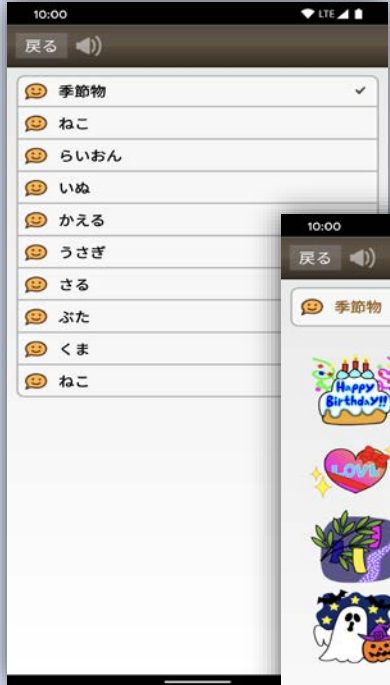 10:00 LTE
戻る
季節物
ねこ
らいおん
いぬ
かえる
うさぎ
さる
ぶた
くま
ねこ
10:00
戻る
季節物
Happy
Birthday!!
LOVE